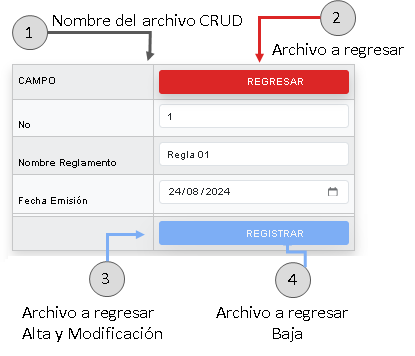 1
Nombre del archivo CRUD
2
Archivo a regresar
CAMPO
REGRESAR
No
1
Nombre Reglamento
Regla 01
Fecha Emisión
24/08/2024
REGISTRAR
3
4
Archivo a regresar
Alta y Modificación
Archivo a regresar
Baja